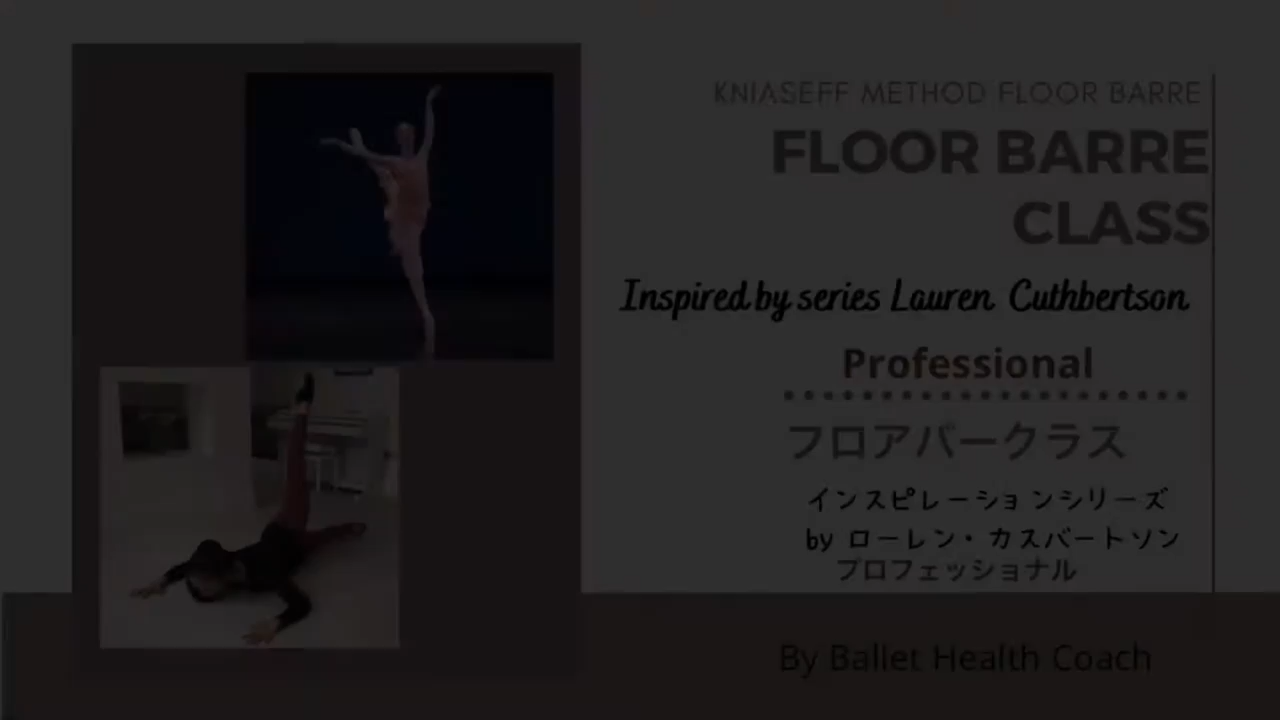 KNIASEFF METHOD FLOOR BARRE
FLOOR BARRE
CLASS
Inspired by series Lauren Cuthbertson
Professional
フロアバークラス
インスピレーションシリーズ
by ローレン・カスバートソン
プロフェッショナル
By Ballet Health Coach